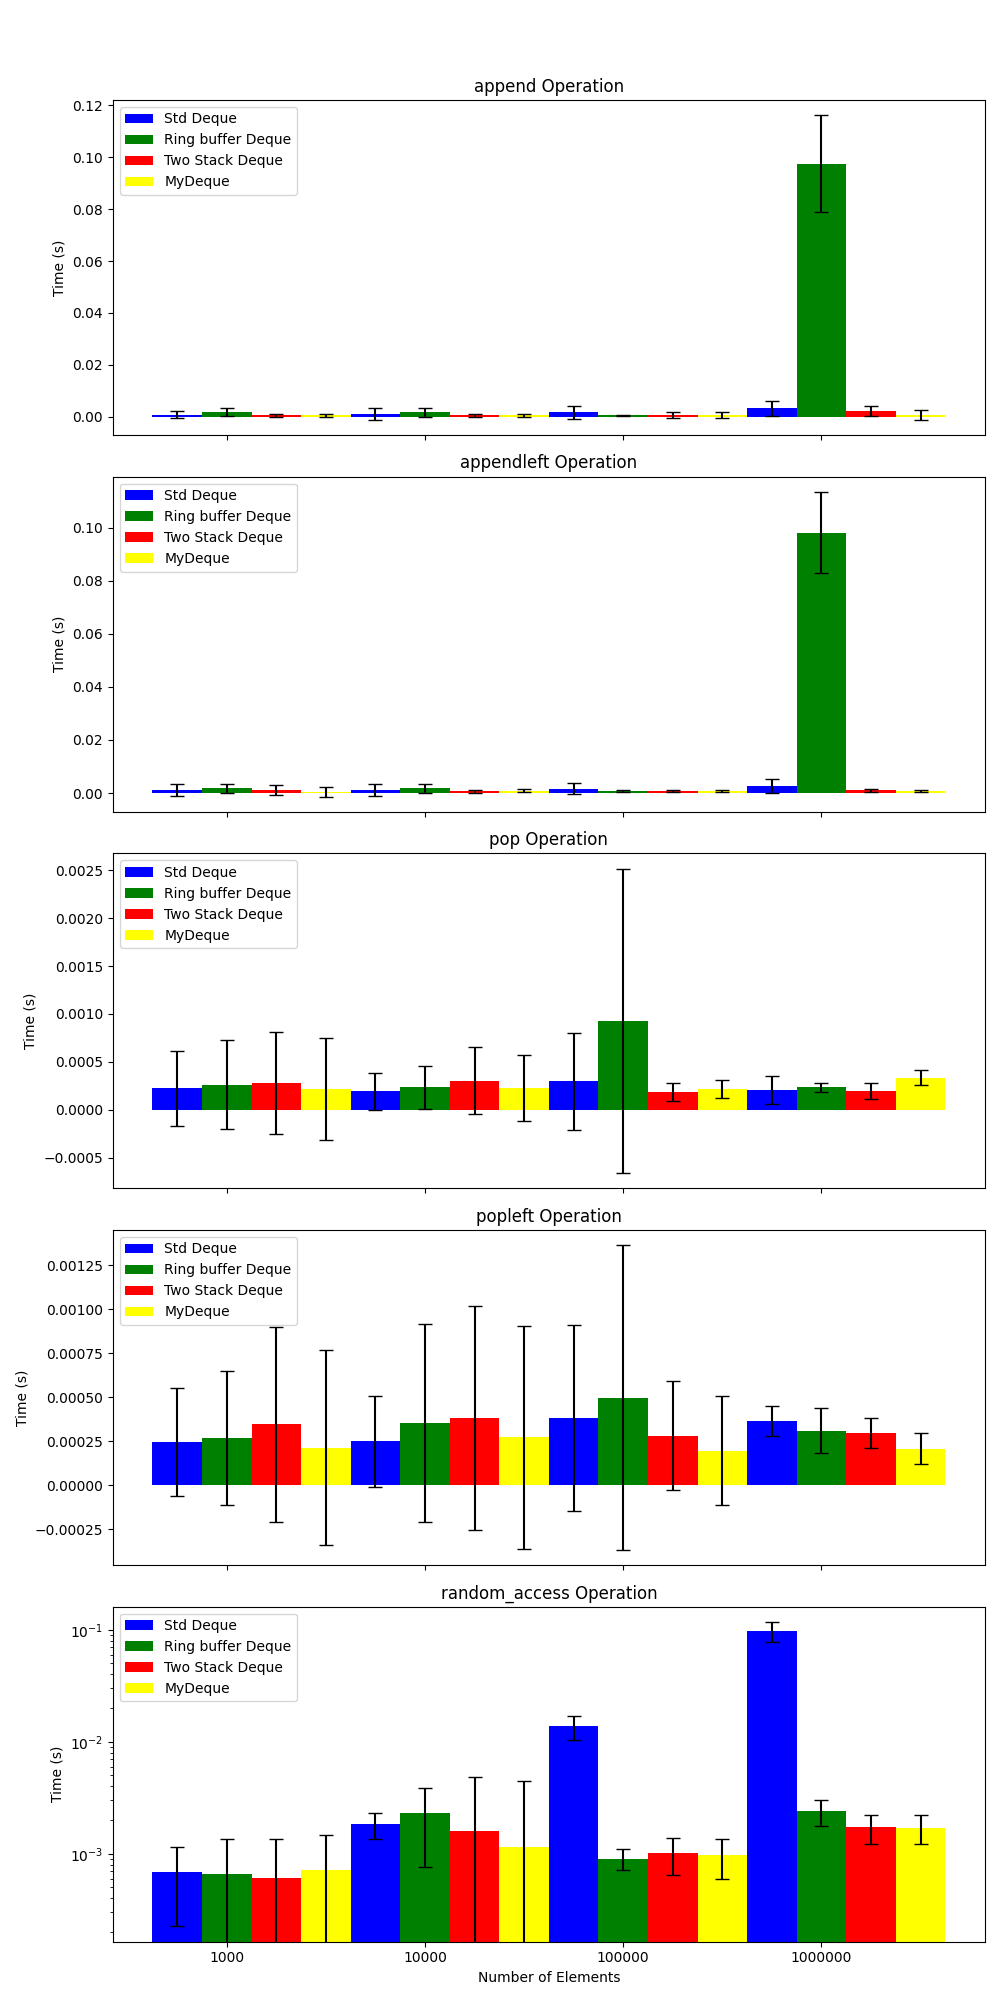 append Operation
0.12
0.10
0.08
0.06
0.04
0.02
0.00
Time (s)
Std Deque
Ring buffer Deque
Two Stack Deque
MyDeque
appendleft Operation
0.10
0.08
0.06
0.04
0.02
0.00
Time (s)
Std Deque
Ring buffer Deque
Two Stack Deque
MyDeque
pop Operation
0.0025
0.0020
0.0015
0.0010
0.0005
0.0000
−0.0005
Time (s)
Std Deque
Ring buffer Deque
Two Stack Deque
MyDeque
popleft Operation
0.00125
0.00100
0.00075
0.00050
0.00025
0.00000
−0.00025
Time (s)
Std Deque
Ring buffer Deque
Two Stack Deque
MyDeque
random_access Operation
10⁻¹
10⁻²
10⁻³
Time (s)
Std Deque
Ring buffer Deque
Two Stack Deque
MyDeque
1000 10000 100000 1000000
Number of Elements